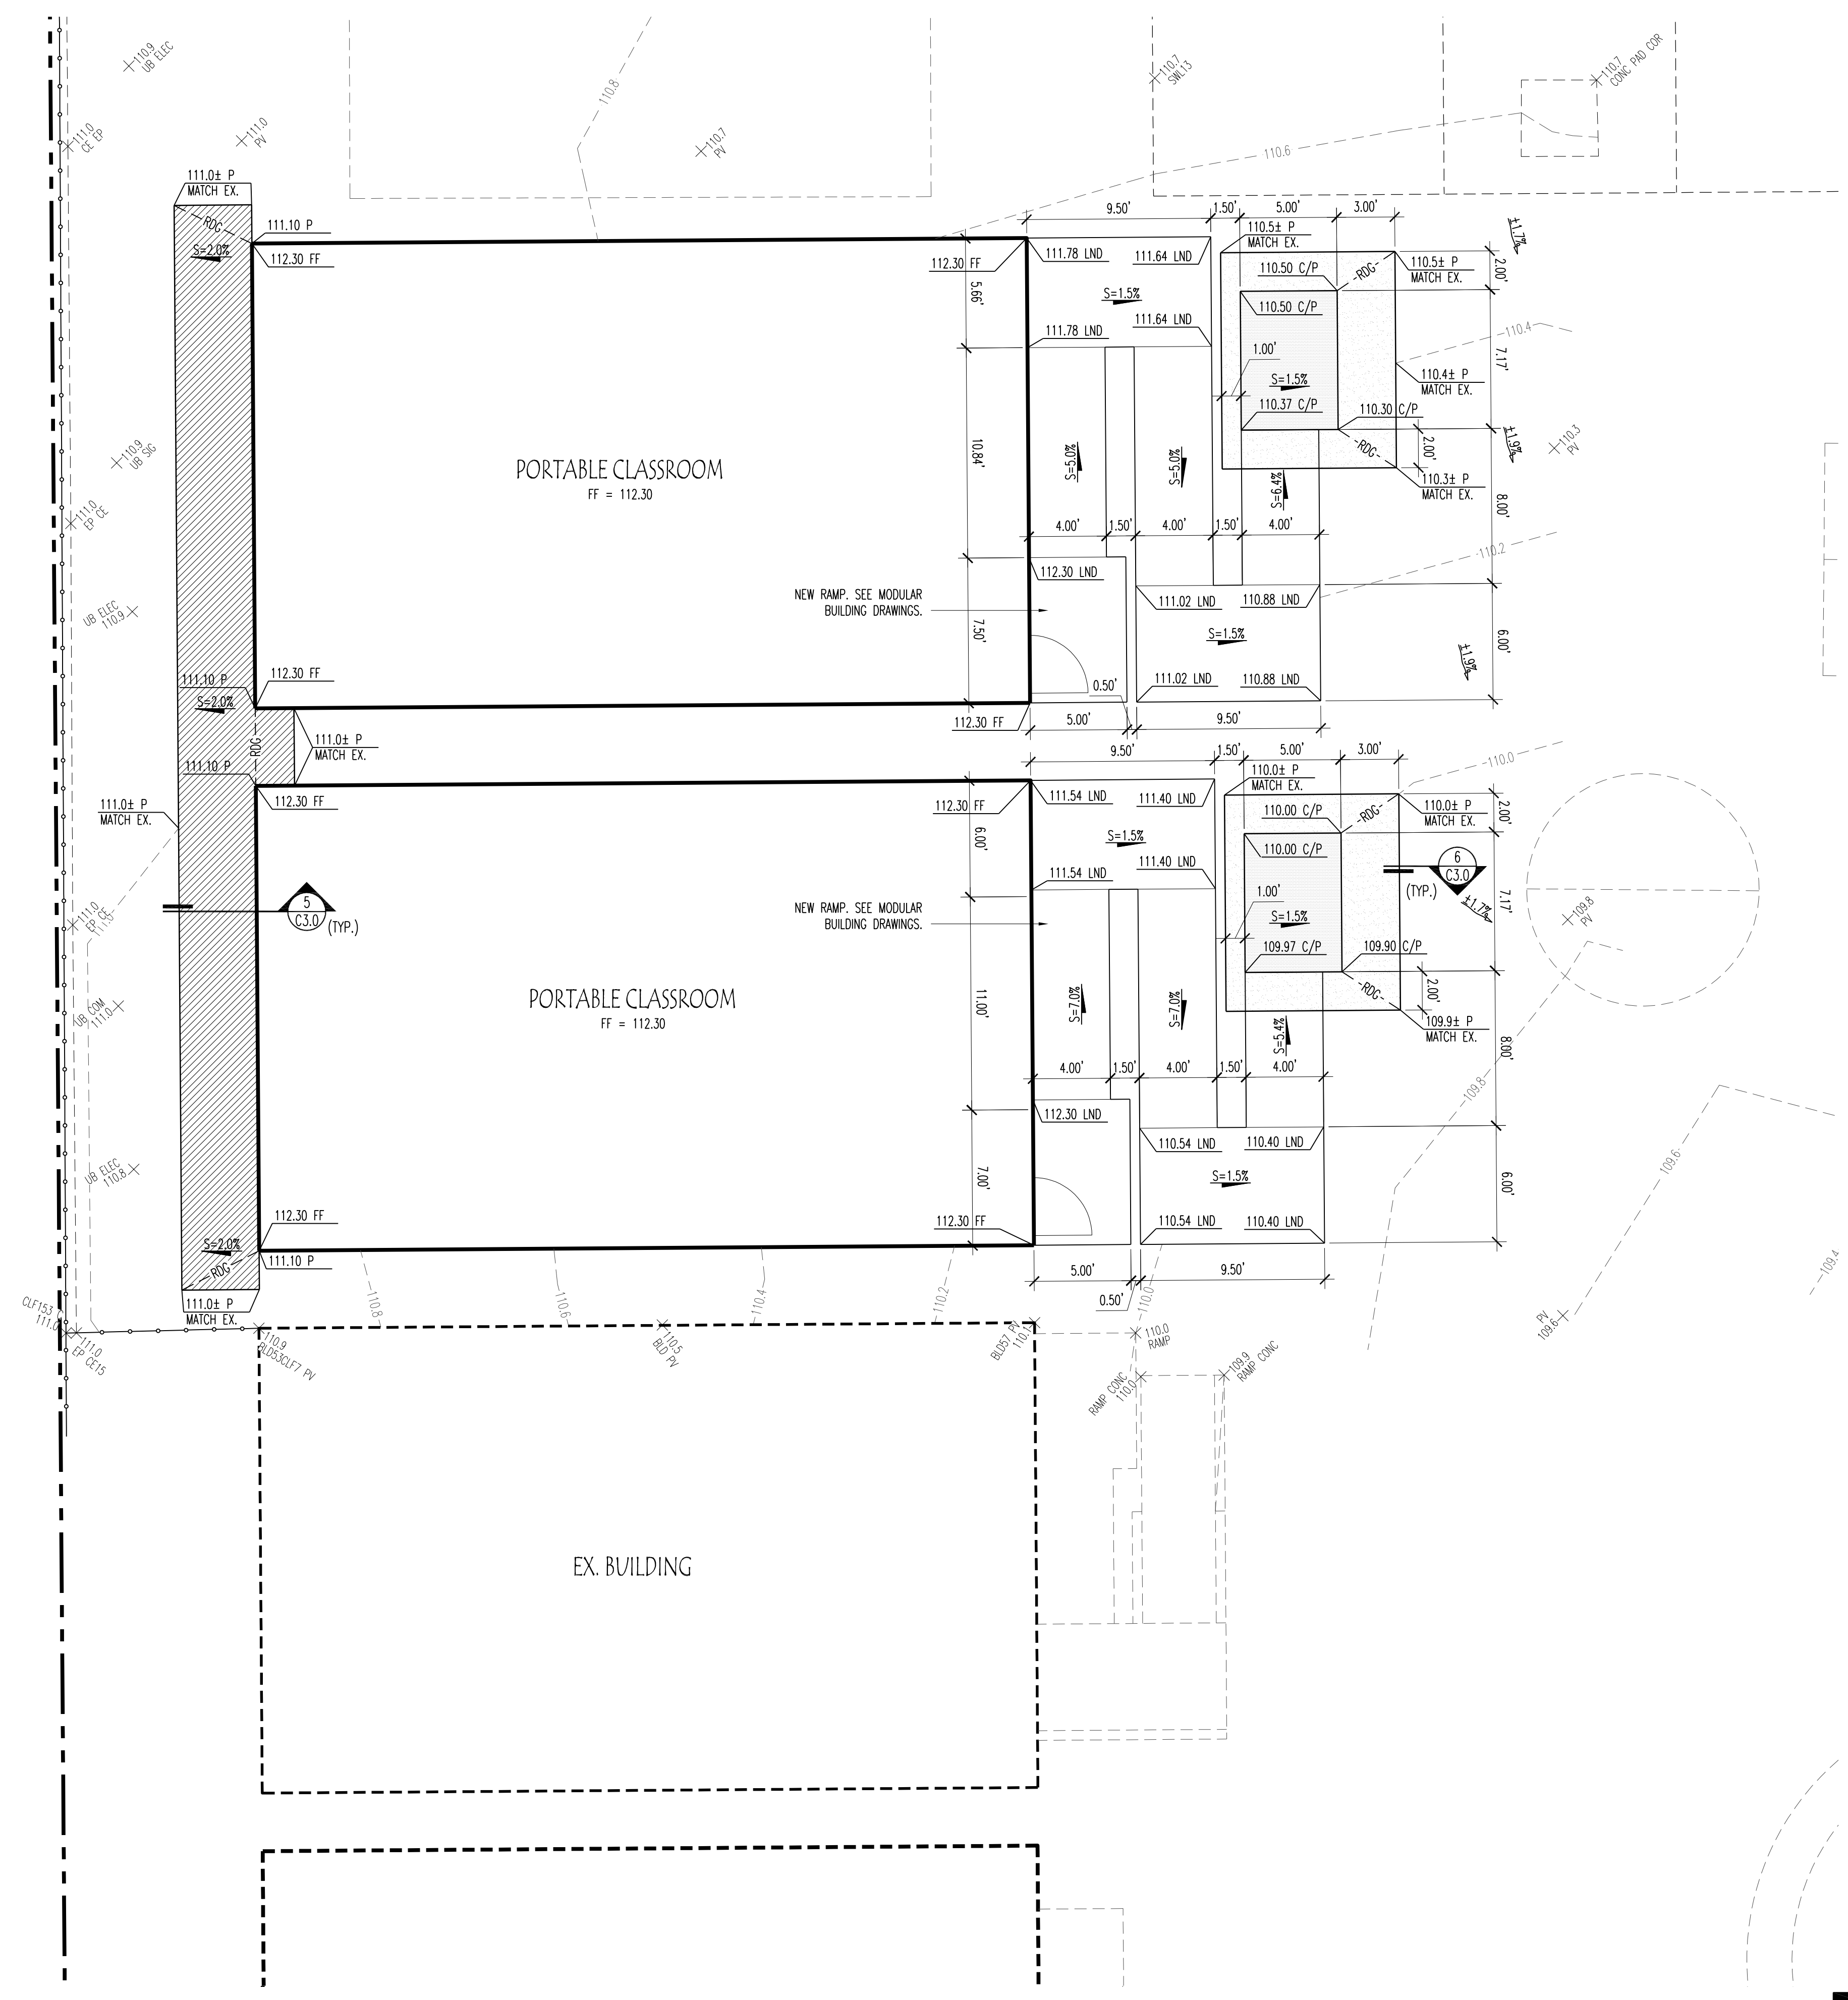 110.9
UB ELEC
111.0
CE EP
111.0
PV
110.8
110.7
PV
110.7
SWL13
110.7
CONC PAD COR
110.6
111.0± P
MATCH EX.
RDG
S=2.0%
111.10 P
112.30 FF
112.30 FF
9.50'
1.50'
5.00'
3.00'
111.78 LND
111.64 LND
S=1.5%
111.78 LND
111.64 LND
5.66'
110.5± P
MATCH EX.
110.50 C/P
RDG
110.5± P
MATCH EX.
±1.7%
2.00'
110.50 C/P
1.00'
S=1.5%
110.37 C/P
110.4
7.17'
110.4± P
MATCH EX.
110.30 C/P
RDG
2.00'
110.3± P
MATCH EX.
±1.9%
110.3
PV
110.9
UB SIG
111.0
EP CE
PORTABLE CLASSROOM
FF = 112.30
10.84'
S=5.0%
S=5.0%
S=6.4%
8.00'
4.00'
1.50'
4.00'
1.50'
4.00'
110.2
112.30 LND
NEW RAMP. SEE MODULAR
BUILDING DRAWINGS.
7.50'
111.02 LND
110.88 LND
S=1.5%
6.00'
±1.9%
111.02 LND
110.88 LND
UB ELEC
110.9
111.10 P
112.30 FF
S=2.0%
0.50'
112.30 FF
5.00'
9.50'
RDG
111.0± P
MATCH EX.
111.10 P
112.30 FF
111.0± P
MATCH EX.
9.50'
1.50'
5.00'
3.00'
110.0
112.30 FF
111.54 LND
111.40 LND
S=1.5%
111.54 LND
111.40 LND
6.00'
110.0± P
MATCH EX.
110.00 C/P
RDG
110.0± P
MATCH EX.
2.00'
110.00 C/P
6
C3.0
(TYP.)
1.00'
S=1.5%
±1.7%
7.17'
109.8
PV
109.97 C/P
109.90 C/P
RDG
2.00'
109.9± P
MATCH EX.
111.0
EP CE
111.0
5
C3.0
(TYP.)
NEW RAMP. SEE MODULAR
BUILDING DRAWINGS.
PORTABLE CLASSROOM
FF = 112.30
11.00'
S=7.0%
S=7.0%
S=5.4%
8.00'
4.00'
1.50'
4.00'
1.50'
4.00'
UB COM
111.0
112.30 LND
109.8
109.6
110.54 LND
110.40 LND
S=1.5%
6.00'
7.00'
110.54 LND
110.40 LND
UB ELEC
110.8
112.30 FF
112.30 FF
S=2.0%
RDG
111.10 P
111.0± P
MATCH EX.
5.00'
9.50'
0.50'
110.8
110.6
110.4
110.2
110.0
109.4
PV
109.6
CLF153
111.0
111.0
EP CE15
110.9
BLD53CLF7 PV
110.5
BLD PV
BLD57 PV
110.1
110.0
RAMP
RAMP CONC
110.0
109.9
RAMP CONC
EX. BUILDING